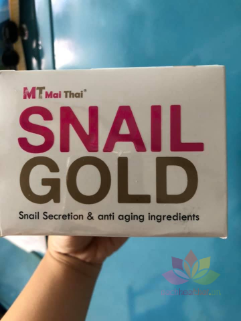 MT Mai Thai®
SNAIL
GOLD
Snail Secretion & anti aging ingredients